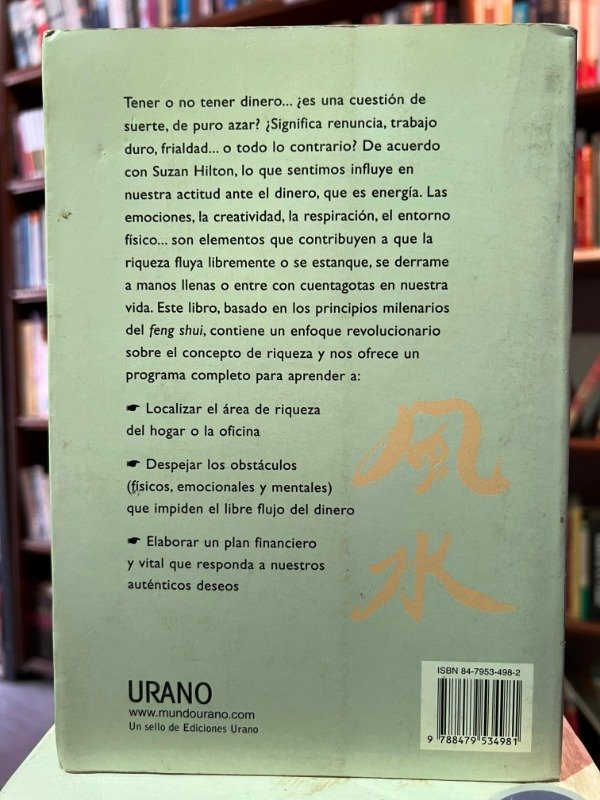 Tener o no tener dinero... ¿es una cuestión de
suerte, de puro azar? ¿Significa renuncia, trabajo
duro, frialdad... o todo lo contrario? De acuerdo
con Suzan Hilton, lo que sentimos influye en
nuestra actitud ante el dinero, que es energía. Las
emociones, la creatividad, la respiración, el entorno
físico... son elementos que contribuyen a que la
riqueza fluya libremente o se estanque, se derrame
a manos llenas o entre con cuentagotas en nuestra
vida. Este libro, basado en los principios milenarios
del feng shui, contiene un enfoque revolucionario
sobre el concepto de riqueza y nos ofrece un
programa completo para aprender a:
☛ Localizar el área de riqueza
del hogar o la oficina
☛ Despejar los obstáculos
(físicos, emocionales y mentales)
que impiden el libre flujo del dinero
☛ Elaborar un plan financiero
y vital que responda a nuestros
auténticos deseos
風
水
URANO
www.mundourano.com
Un sello de Ediciones Urano
ISBN 84-7953-498-2
9 788479 534981